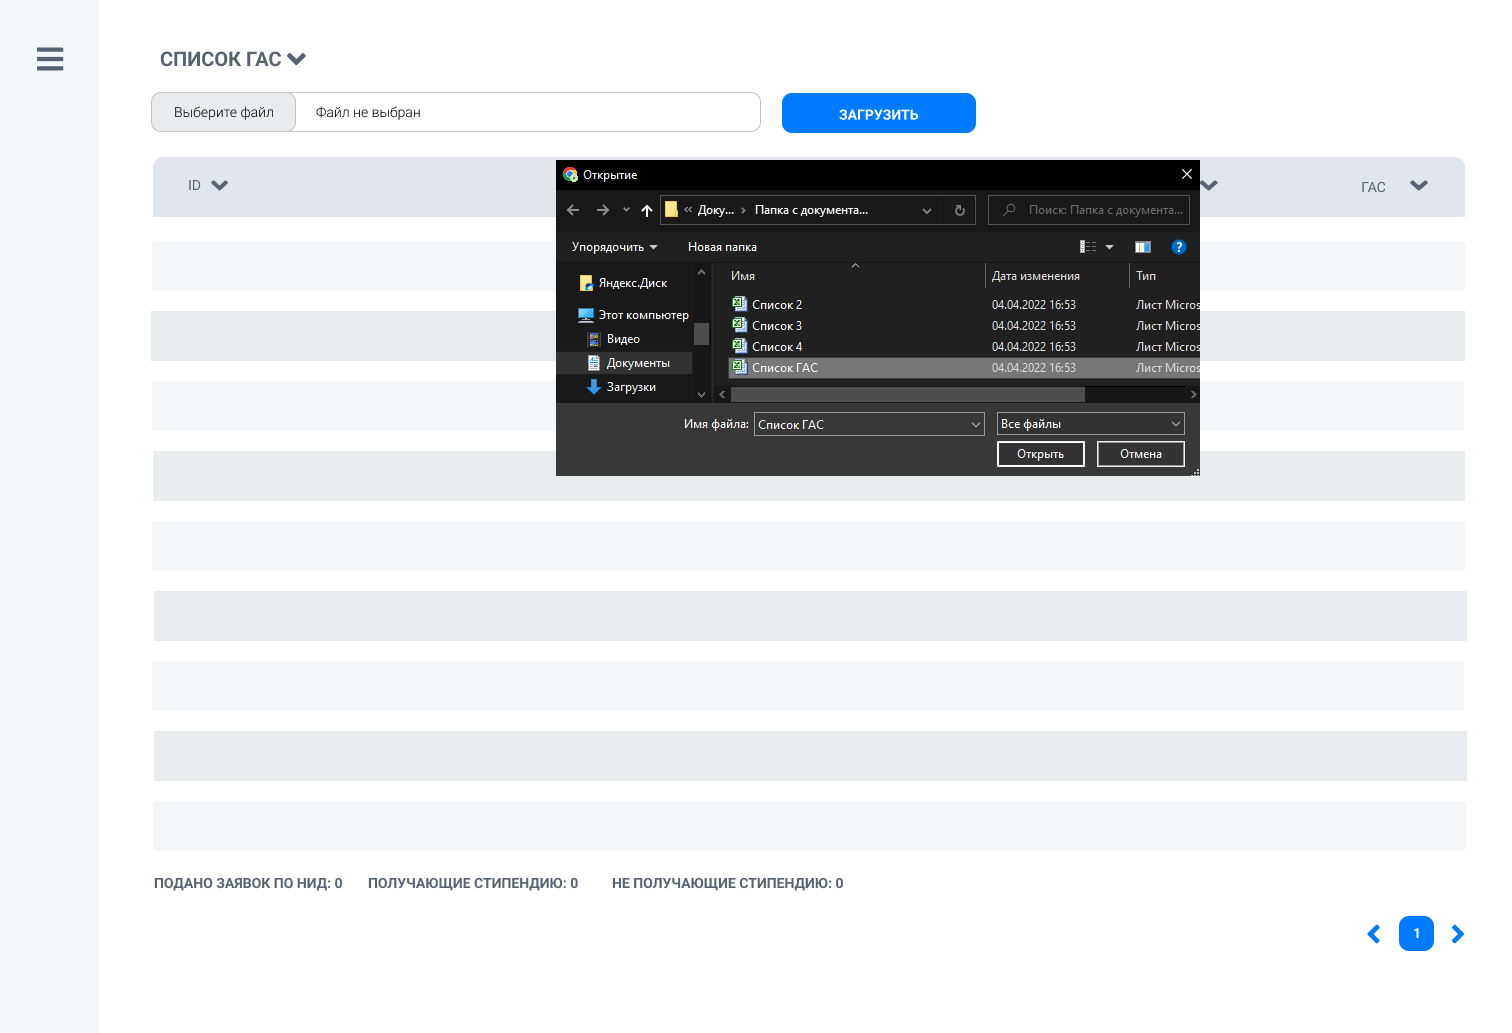 СПИСОК ГАС
Выберите файл
Файл не выбран
ЗАГРУЗИТЬ
ID
ГАС
Открытие
« Доку... › Папка с документа...
Поиск: Папка с документа...
Упорядочить
Новая папка
Имя
Дата изменения
Тип
Яндекс.Диск
Этот компьютер
Видео
Документы
Загрузки
Список 2 04.04.2022 16:53 Лист Micros
Список 3 04.04.2022 16:53 Лист Micros
Список 4 04.04.2022 16:53 Лист Micros
Список ГАС 04.04.2022 16:53 Лист Micros
Имя файла: Список ГАС
Все файлы
Открыть
Отмена
ПОДАНО ЗАЯВОК ПО НИД: 0
ПОЛУЧАЮЩИЕ СТИПЕНДИЮ: 0
НЕ ПОЛУЧАЮЩИЕ СТИПЕНДИЮ: 0
1